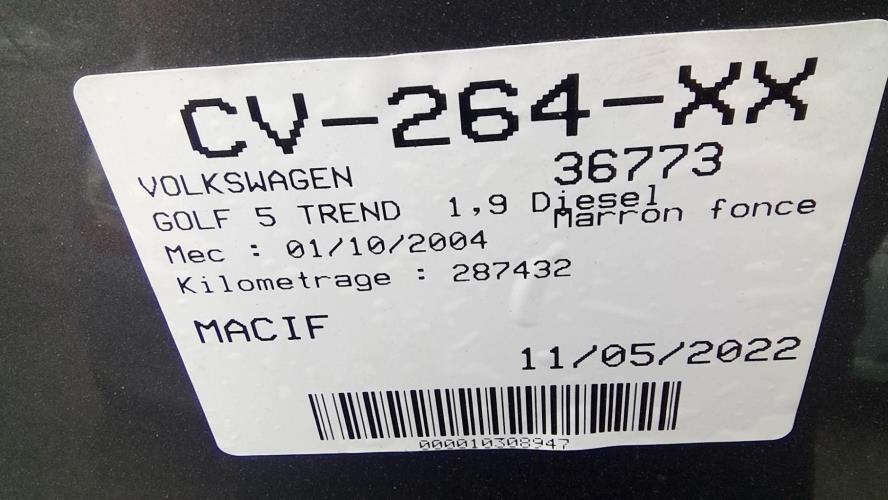 CV-264-XX
VOLKSWAGEN 36773
GOLF 5 TREND 1,9 Diesel
Marron fonce
Mec : 01/10/2004
Kilometrage : 287432
MACIF
11/05/2022
000010308947